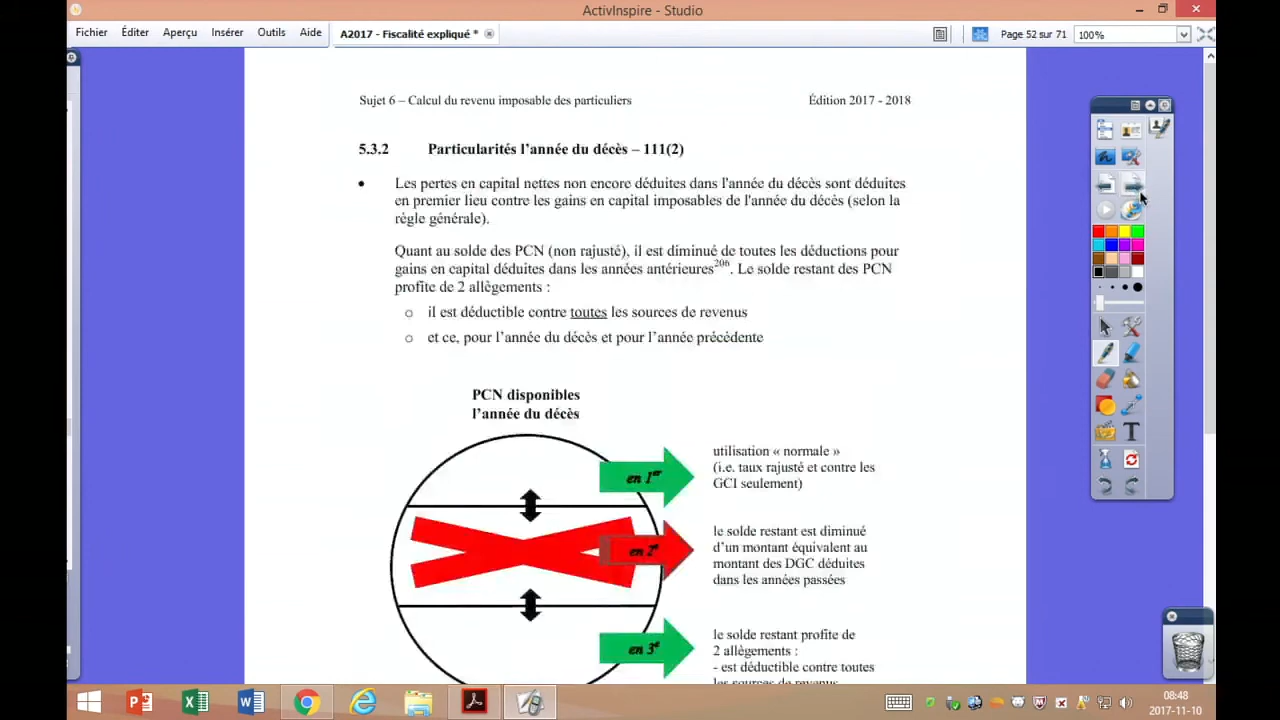 ActivInspire - Studio
Fichier Éditer Aperçu Insérer Outils Aide
A2017 - Fiscalité expliqué *
Page 52 sur 71
100%
Sujet 6 – Calcul du revenu imposable des particuliers
Édition 2017 - 2018
5.3.2 Particularités l'année du décès – 111(2)
• Les pertes en capital nettes non encore déduites dans l'année du décès sont déduites
en premier lieu contre les gains en capital imposables de l'année du décès (selon la
règle générale).
Quant au solde des PCN (non rajusté), il est diminué de toutes les déductions pour
gains en capital déduites dans les années antérieures206. Le solde restant des PCN
profite de 2 allègements :
o il est déductible contre toutes les sources de revenus
o et ce, pour l'année du décès et pour l'année précédente
PCN disponibles
l'année du décès
en 1er
utilisation « normale »
(i.e. taux rajusté et contre les
GCI seulement)
en 2e
le solde restant est diminué
d'un montant équivalent au
montant des DGC déduites
dans les années passées
en 3e
le solde restant profite de
2 allègements :
- est déductible contre toutes
les sources de revenus
08:48
2017-11-10